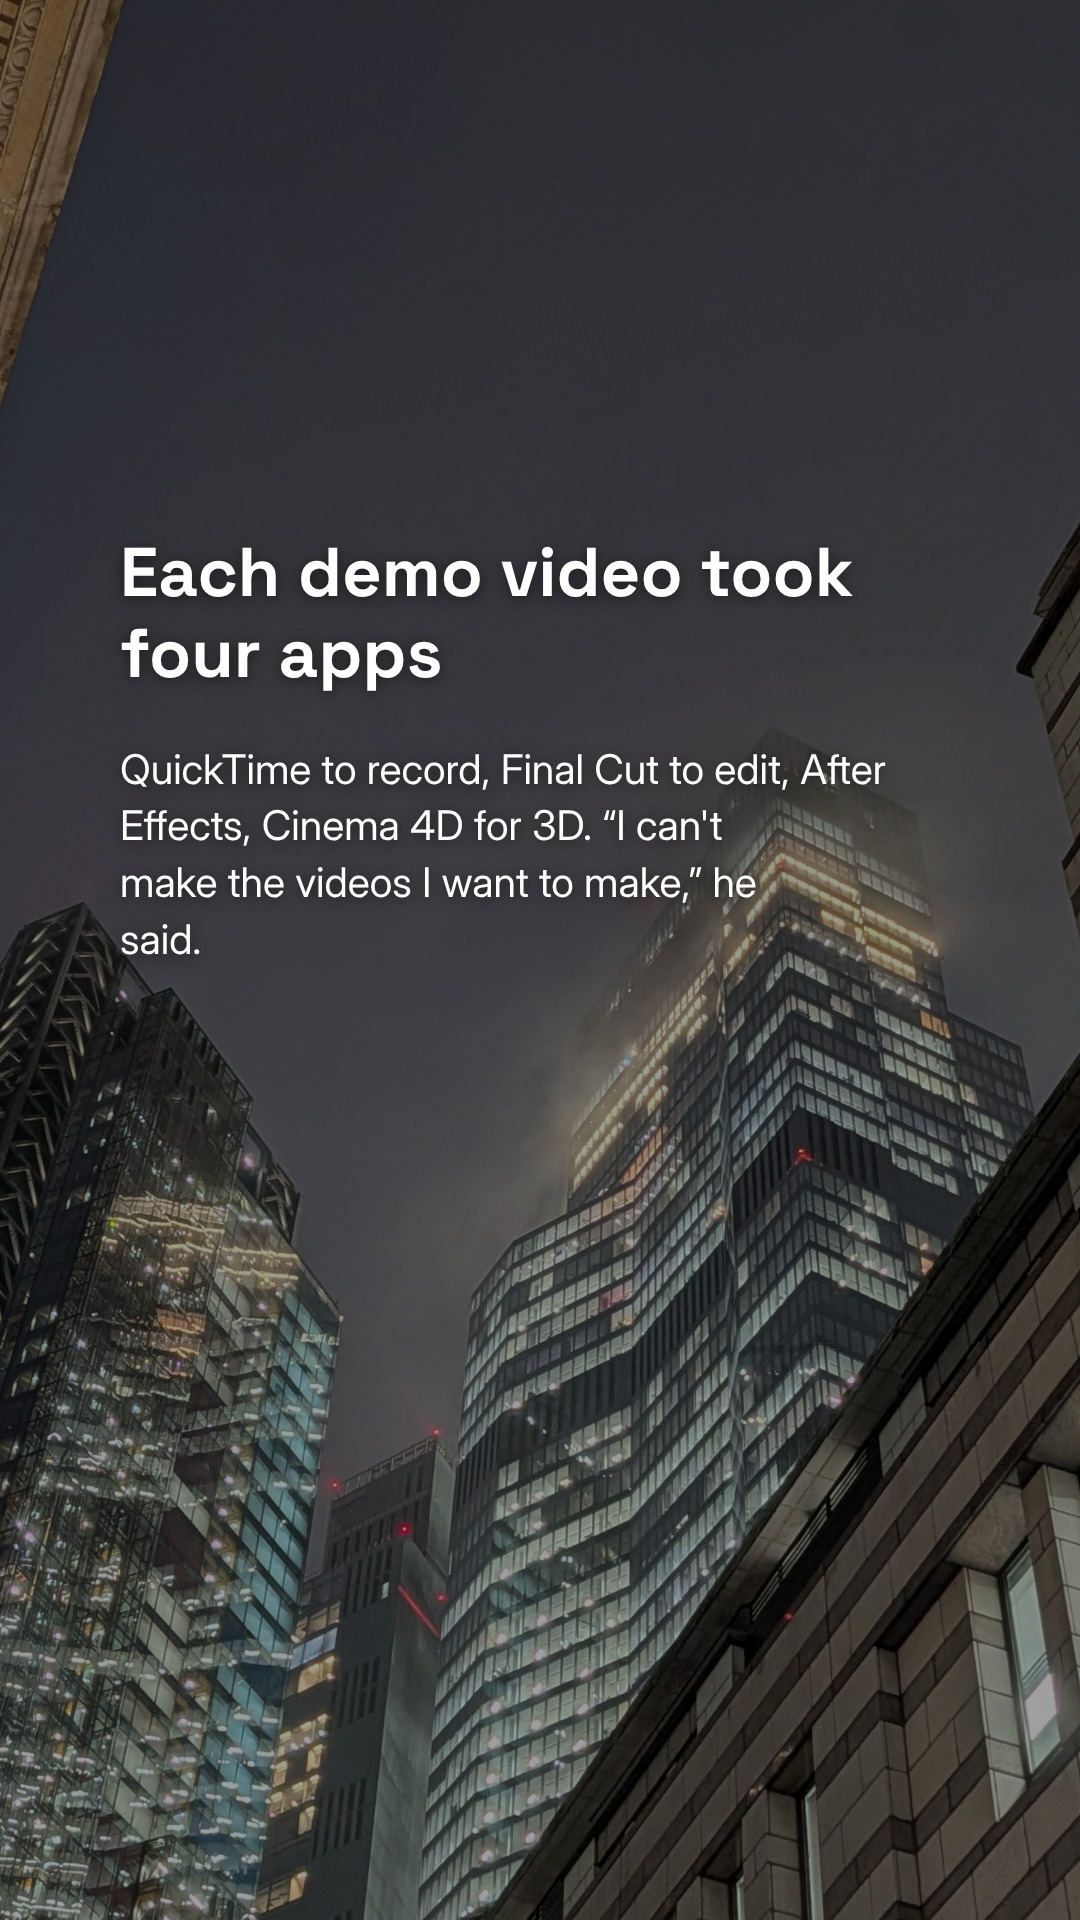 Each demo video took
four apps
QuickTime to record, Final Cut to edit, After
Effects, Cinema 4D for 3D. “I can't
make the videos I want to make,” he
said.